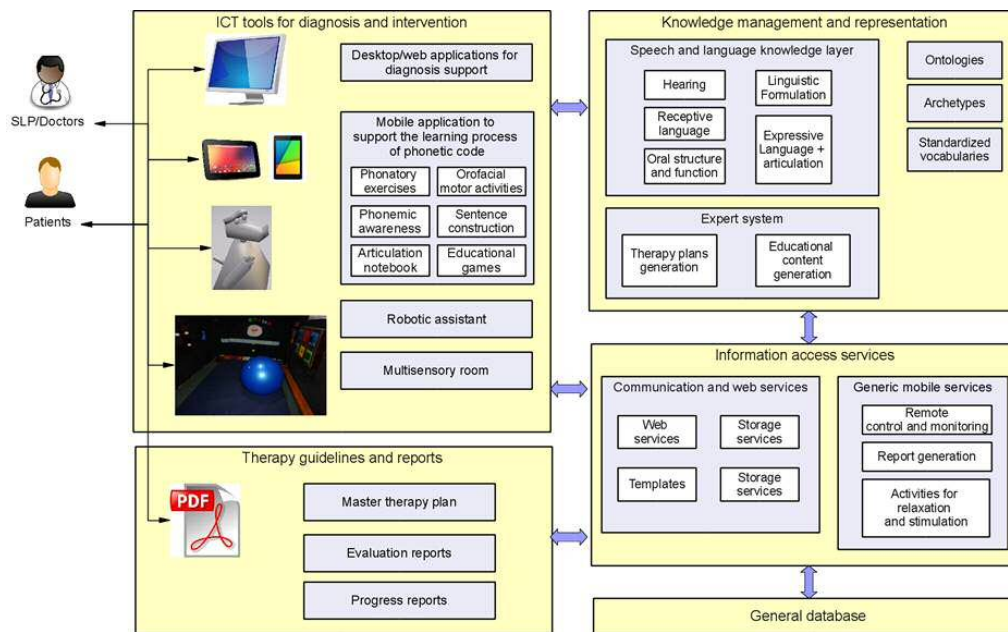 ICT tools for diagnosis and intervention
SLP/Doctors
Patients
Desktop/web applications for
diagnosis support
Mobile application to
support the learning process
of phonetic code
Phonatory
exercises
Orofacial
motor activities
Phonemic
awareness
Sentence
construction
Articulation
notebook
Educational
games
Robotic assistant
Multisensory room
Therapy guidelines and reports
PDF
Master therapy plan
Evaluation reports
Progress reports
Knowledge management and representation
Speech and language knowledge layer
Hearing
Receptive
language
Oral structure
and function
Linguistic
Formulation
Expressive
Language +
articulation
Ontologies
Archetypes
Standardized
vocabularies
Expert system
Therapy plans
generation
Educational
content
generation
Information access services
Communication and web services
Web
services
Storage
services
Templates
Storage
services
Generic mobile services
Remote
control and monitoring
Report generation
Activities for
relaxation
and stimulation
General database